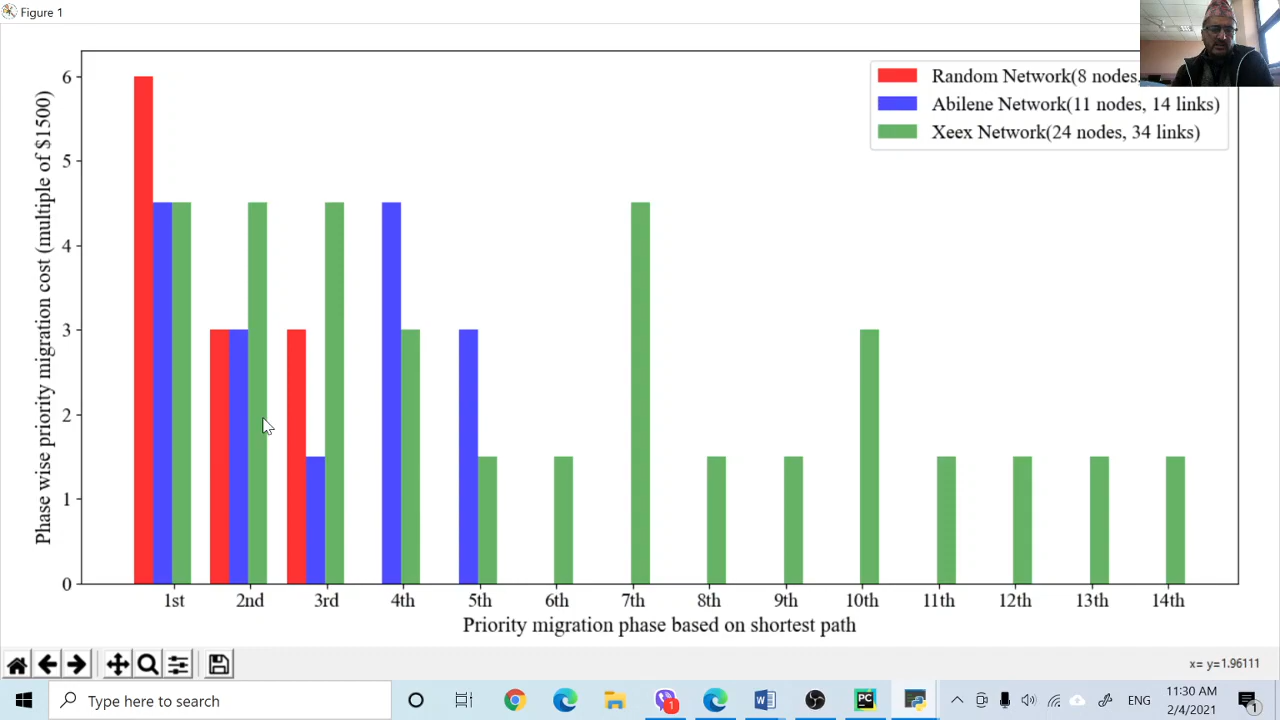 Figure 1
Random Network(8 nodes,
Abilene Network(11 nodes, 14 links)
Xeex Network(24 nodes, 34 links)
Phase wise priority migration cost (multiple of $1500)
6
5
4
3
2
1
0
1st 2nd 3rd 4th 5th 6th 7th 8th 9th 10th 11th 12th 13th 14th
Priority migration phase based on shortest path
x= y=1.96111
Type here to search
1
PC
ENG
11:30 AM
2/4/2021
1